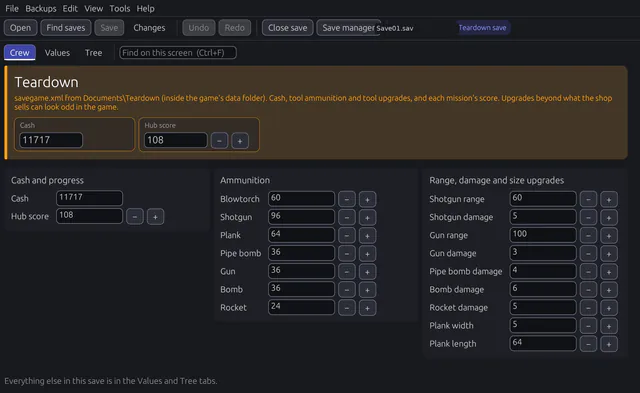 File Backups Edit View Tools Help
Open Find saves Save Changes Undo Redo Close save Save manager Save01.sav Teardown save
Crew Values Tree Find on this screen (Ctrl+F)
Teardown
savegame.xml from Documents\Teardown (inside the game's data folder). Cash, tool ammunition and tool upgrades, and each mission's score. Upgrades beyond what the shop
sells can look odd in the game.
Cash
11717
Hub score
108 − +
Cash and progress
Cash 11717
Hub score 108 − +
Ammunition
Blowtorch 60 − +
Shotgun 96 − +
Plank 64 − +
Pipe bomb 36 − +
Gun 36 − +
Bomb 36 − +
Rocket 24 − +
Range, damage and size upgrades
Shotgun range 60 − +
Shotgun damage 5 − +
Gun range 100 − +
Gun damage 3 − +
Pipe bomb damage 4 − +
Bomb damage 6 − +
Rocket damage 5 − +
Plank width 5 − +
Plank length 64 − +
Everything else in this save is in the Values and Tree tabs.